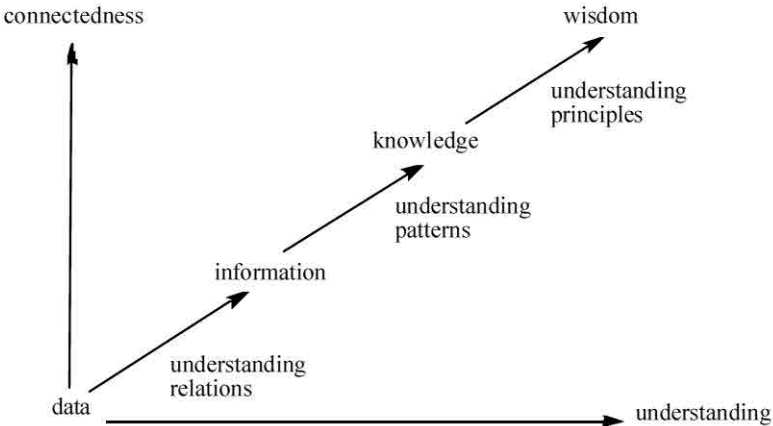 connectedness
wisdom
understanding
principles
knowledge
understanding
patterns
information
understanding
relations
data
understanding